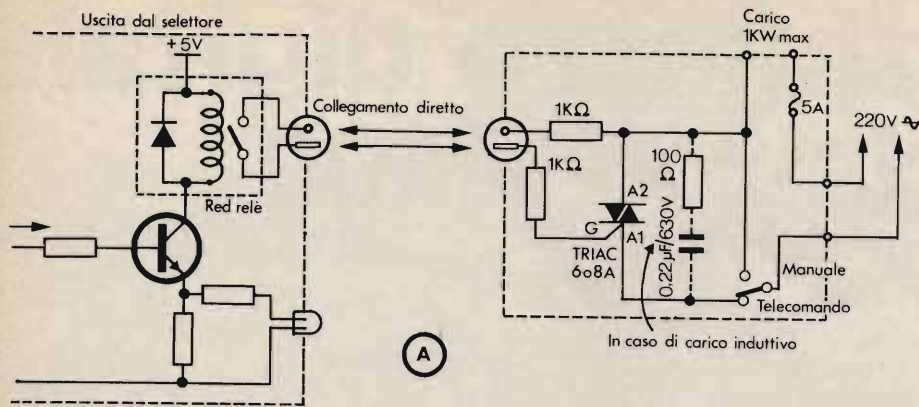 Uscita dal selettore
+5V
Red relè
Collegamento diretto
A
Carico
1KW max
5A
220V
1KΩ
1KΩ
100
Ω
0.22µF/630V
A2
G
A1
TRIAC
6o8A
Manuale
Telecomando
In caso di carico induttivo